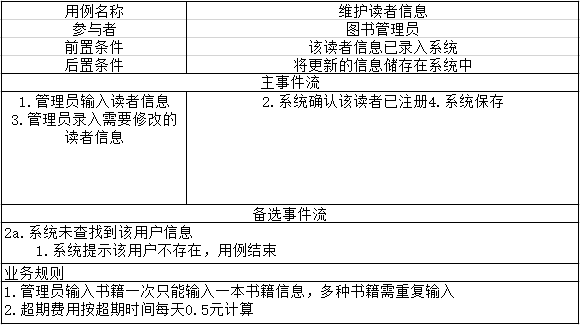 用例名称 维护读者信息
参与者 图书管理员
前置条件 该读者信息已录入系统
后置条件 将更新的信息储存在系统中
主事件流
1.管理员输入读者信息
3.管理员录入需要修改的
读者信息
2.系统确认该读者已注册4.系统保存
备选事件流
2a.系统未查找到该用户信息
1.系统提示该用户不存在，用例结束
业务规则
1.管理员输入书籍一次只能输入一本书籍信息，多种书籍需重复输入
2.超期费用按超期时间每天0.5元计算